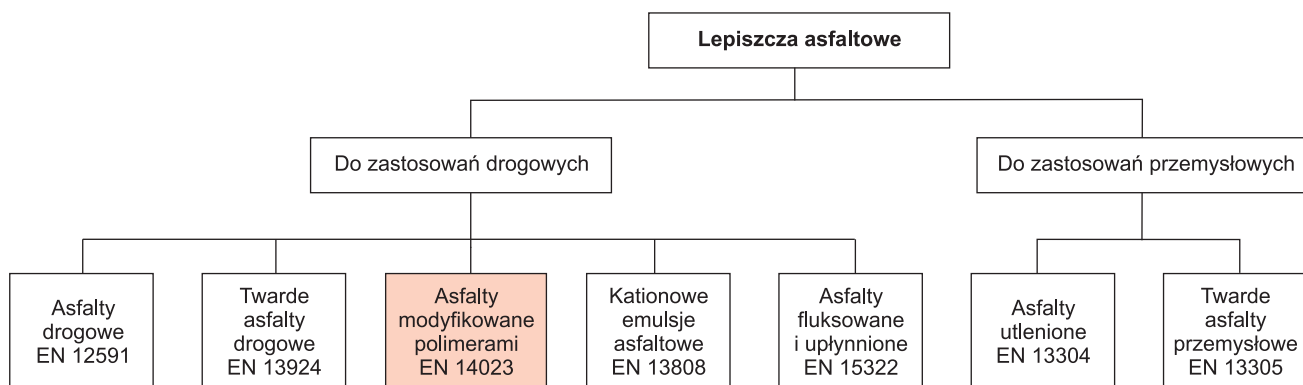 Lepiszcza asfaltowe
Do zastosowań drogowych
Do zastosowań przemysłowych
Asfalty
drogowe
EN 12591
Twarde
asfalty
drogowe
EN 13924
Asfalty
modyfikowane
polimerami
EN 14023
Kationowe
emulsje
asfaltowe
EN 13808
Asfalty
fluksowane
i upłynnione
EN 15322
Asfalty
utlenione
EN 13304
Twarde
asfalty
przemysłowe
EN 13305